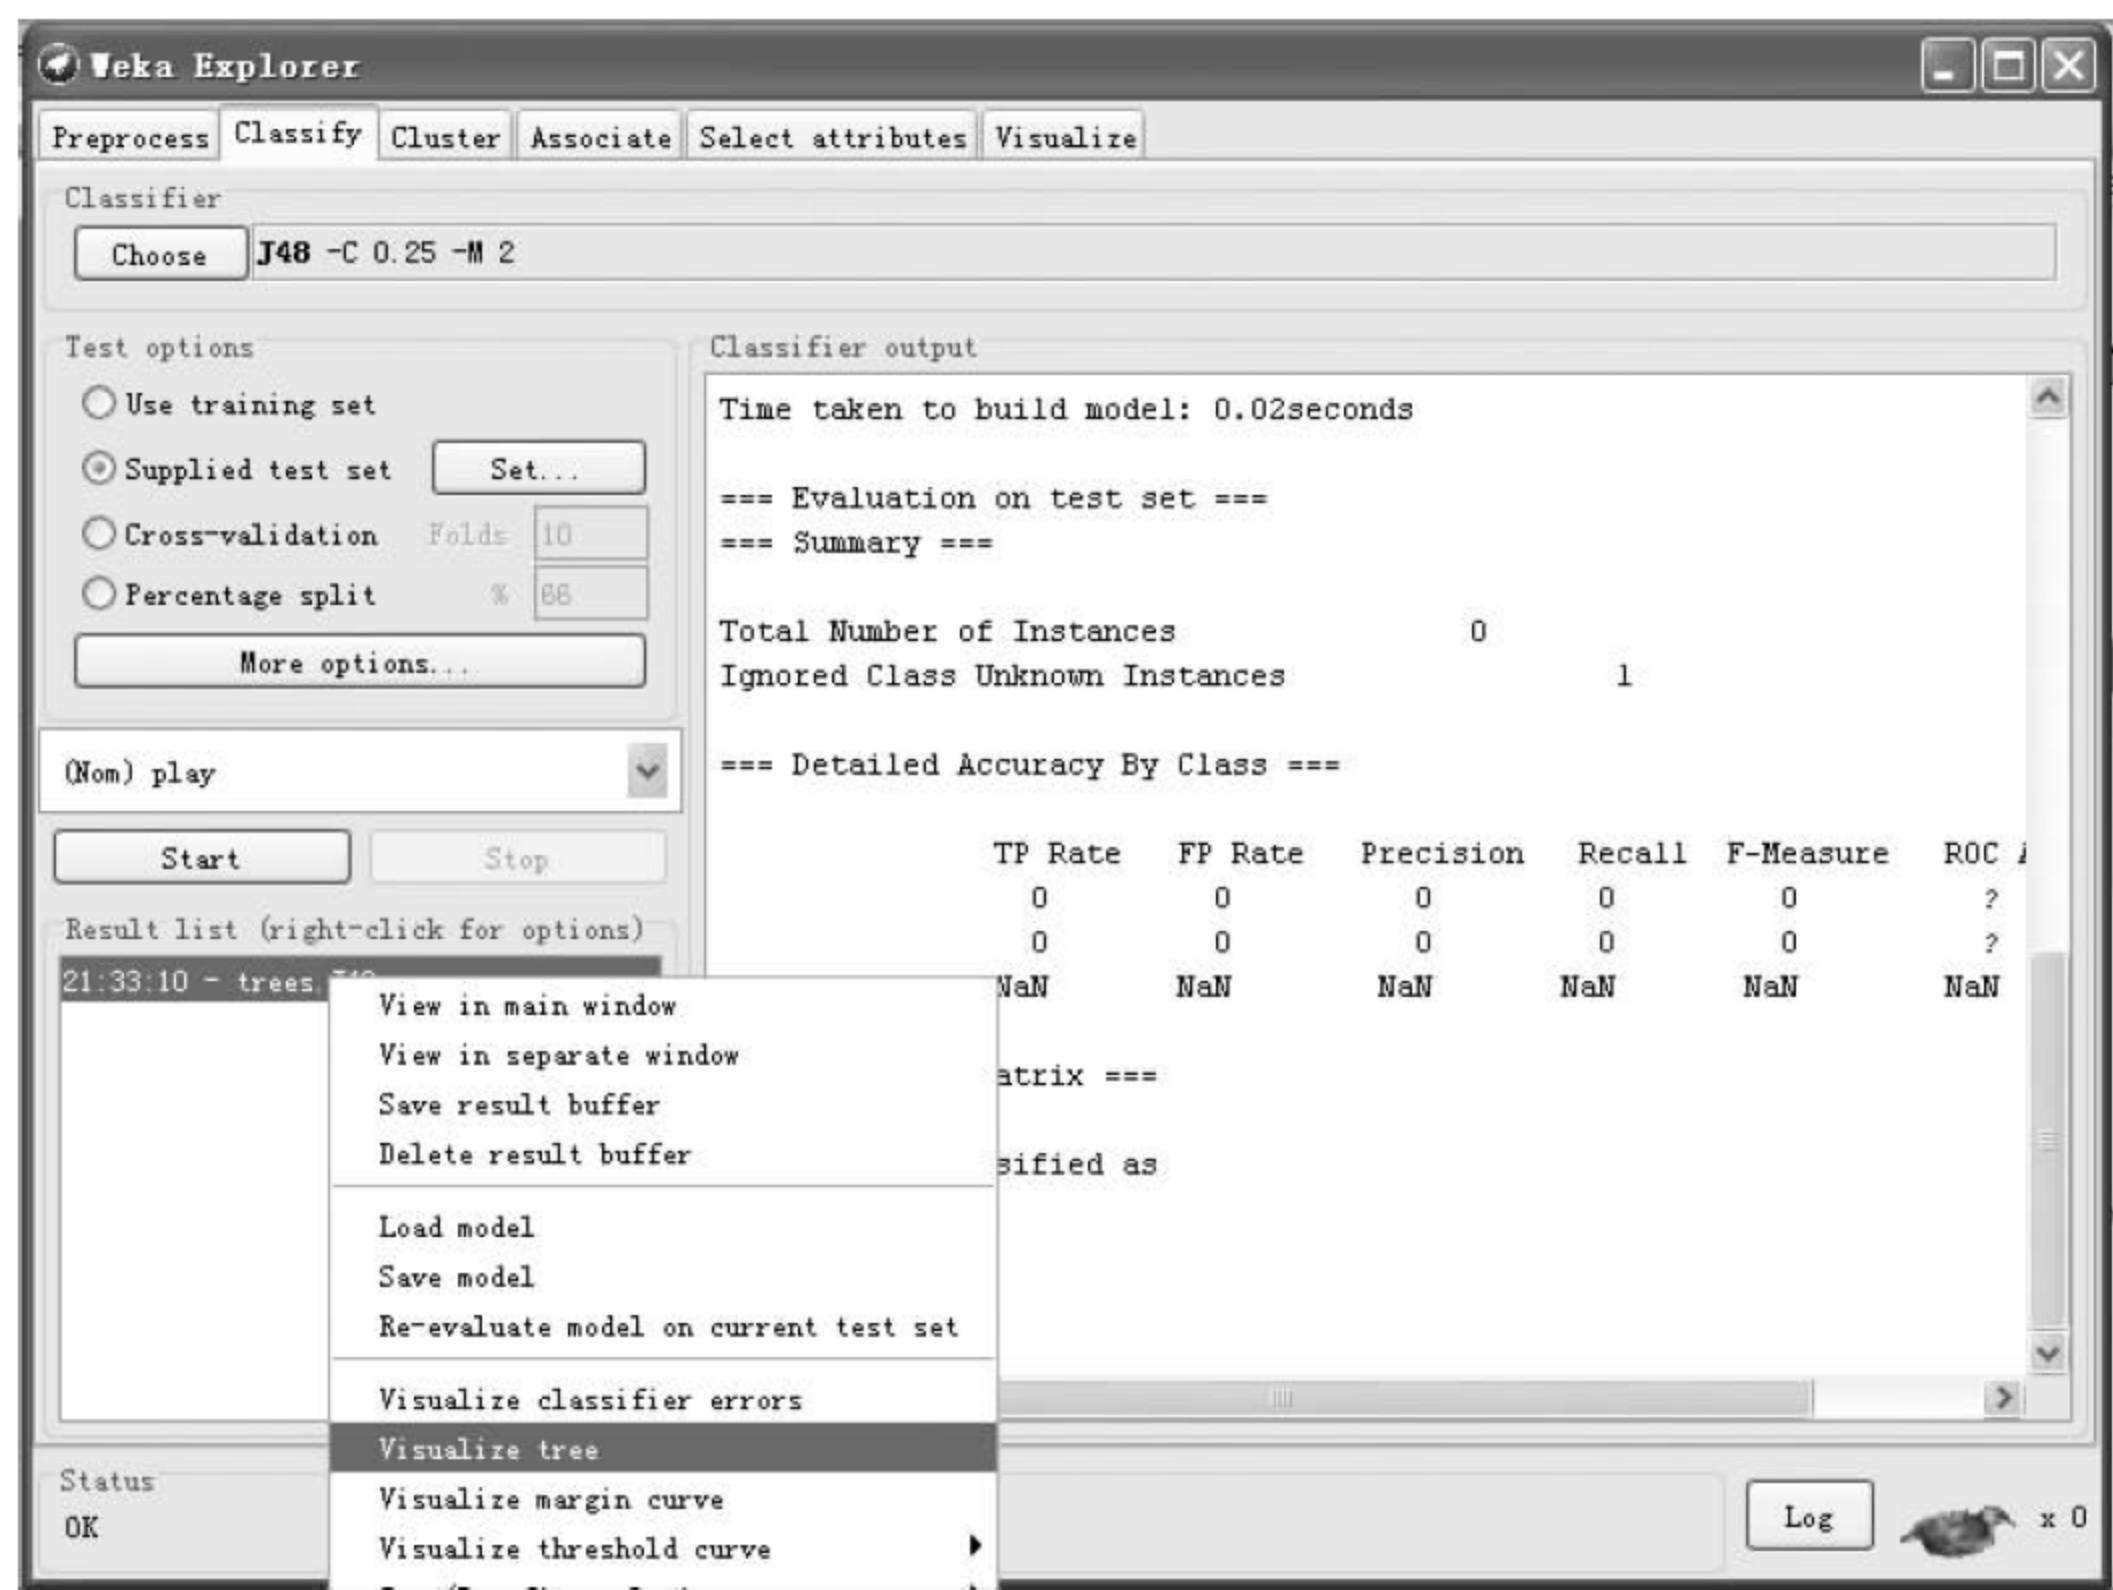 Weka Explorer
Preprocess Classify Cluster Associate Select attributes Visualize
Classifier
Choose J48 -C 0.25 -M 2
Test options
Use training set
Supplied test set Set...
Cross-validation Folds 10
Percentage split % 66
More options...
(Nom) play
Start Stop
Result list (right-click for options)
21:33:10 - trees.
View in main window
View in separate window
Save result buffer
Delete result buffer
Load model
Save model
Re-evaluate model on current test set
Visualize classifier errors
Visualize tree
Visualize margin curve
Visualize threshold curve
Classifier output
Time taken to build model: 0.02seconds
=== Evaluation on test set ===
=== Summary ===
Total Number of Instances 0
Ignored Class Unknown Instances 1
=== Detailed Accuracy By Class ===
TP Rate FP Rate Precision Recall F-Measure ROC
0 0 0 0 0 ?
0 0 0 0 0 ?
NaN NaN NaN NaN NaN NaN
atrix ===
sified as
Status
OK
Log x 0